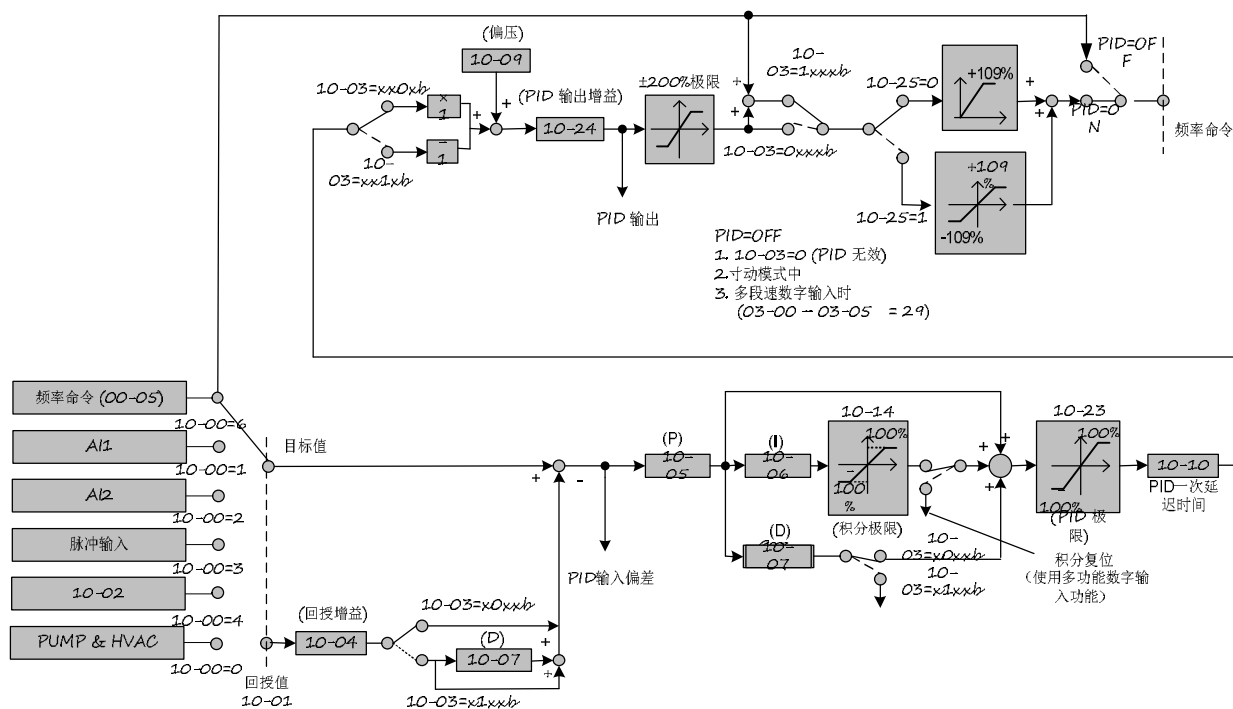 (偏压)
10-09
10-03=xx0xb
×
1
-
1
10-
03=xx1xb
+
+
(PID 输出增益)
10-24
PID 输出
±200%极限
+
+
10-
03=1xxxb
10-03=0xxxb
10-25=0
+109%
+
+
10-25=1
+109
%
-109%
PID=OF
F
PID=O
N
频率命令
PID=OFF
1. 10-03=0 (PID 无效)
2.寸动模式中
3. 多段速数字输入时
(03-00 - 03-05 = 29)
频率命令 (00-05)
10-00=6
AI1
10-00=1
AI2
10-00=2
脉冲输入
10-00=3
10-02
10-00=4
PUMP & HVAC
10-00=0
目标值
回授值
10-01
(回授增益)
10-04
10-03=x0xxb
(D)
10-07
+
+
10-03=x1xxb
+
-
PID输入偏差
(P)
10-
05
(I)
10-
06
(D)
10-
07
10-14
100%
-
100
%
(积分极限)
10-
03=x0xxb
10-
03=x1xxb
+
+
+
积分复位
（使用多功能数字输
入功能）
10-23
100%
-
100%
(PID 极
限)
10-10
PID一次延
迟时间